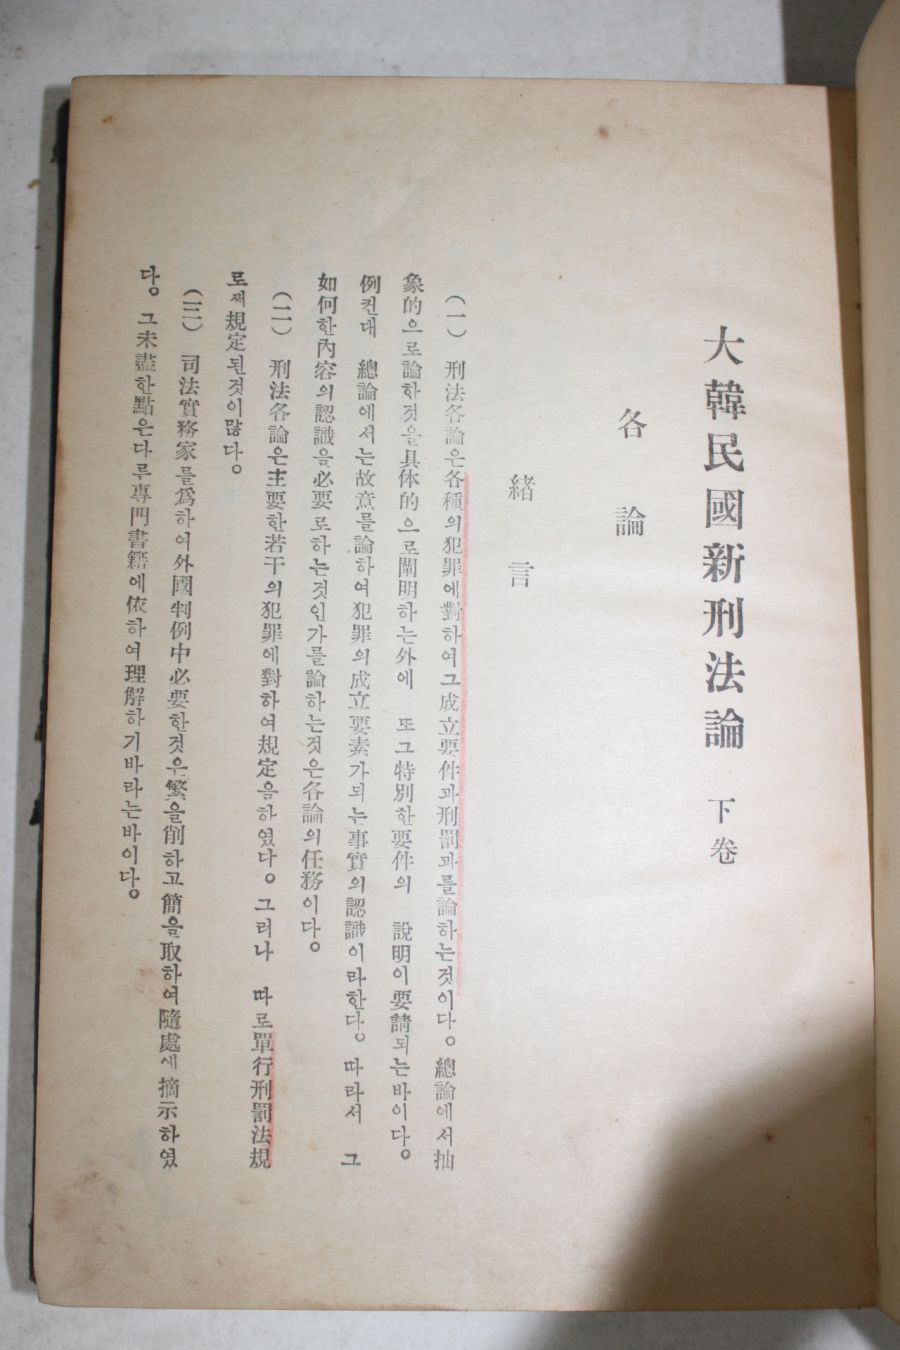 大韓民國新刑法論 下卷
各論
緖言
(一) 刑法各論은各種의犯罪에對하여그成立要件과刑罰과를論하는것이다。總論에서抽
象的으로論하것을具体的으로闡明하는外에 또그特別한要件의 說明이要請되는바이다。
例컨대 總論에서는故意를論하여犯罪의成立要素가되는事實의認識이라한다。따라서 그
如何한內容의認識을必要로하는것인가를論하는것은各論의任務이다。
(二) 刑法各論은主要한若干의犯罪에對하여規定음하였다。그러나 따로單行刑罰法規
로써規定된것이많다。
(三) 司法實務家를爲하여外國判例中必要한것은繁을削하고簡을取하여隨處에摘示하였
다。그未盡한點은다루專門書籍에依하여理解하기바라는바이다。